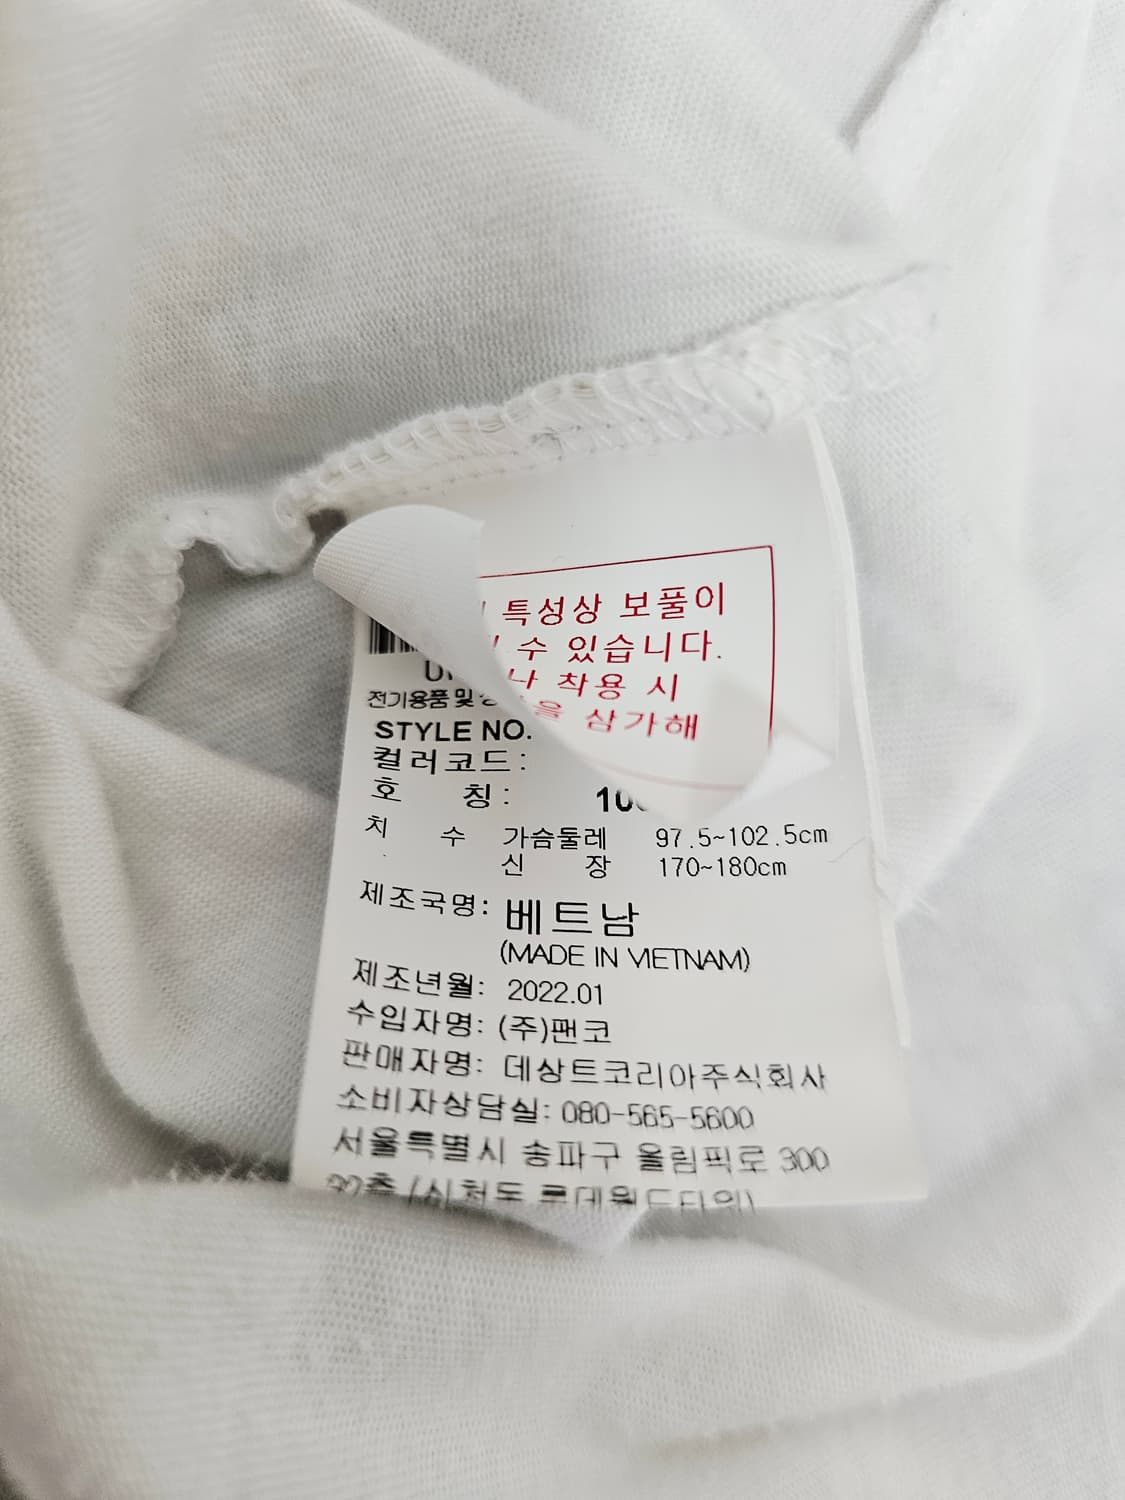 특성상 보풀이
수 있습니다.
착용 시
삼가해
전기용품 및
STYLE NO.
컬러코드:
호 칭:
치 수 가슴둘레 97.5~102.5cm
신 장 170~180cm
제조국명: 베트남
(MADE IN VIETNAM)
제조년월: 2022.01
수입자명: (주)팬코
판매자명: 데상트코리아주식회사
소비자상담실: 080-565-5600
서울특별시 송파구 올림픽로 300